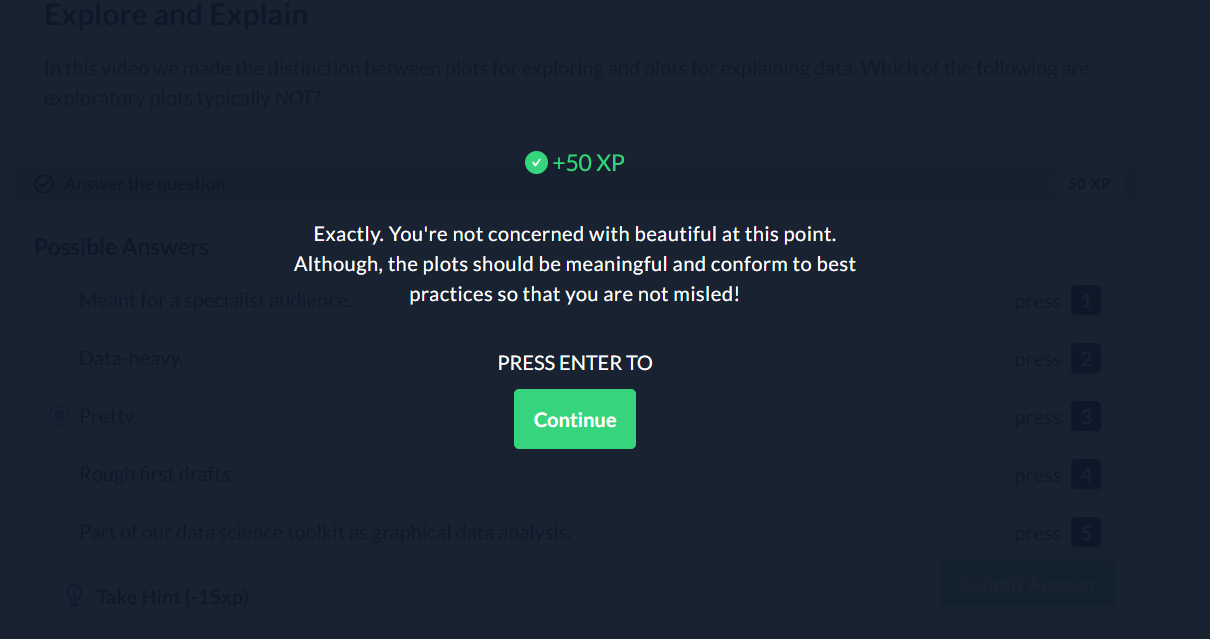 Explore and Explain
In this video we made the distinction between plots for exploring and plots for explaining data. Which of the following are
exploratory plots typically NOT?
+50 XP
Answer the question
50 XP
Exactly. You're not concerned with beautiful at this point.
Although, the plots should be meaningful and conform to best
practices so that you are not misled!
Possible Answers
Meant for a specialist audience.
press 1
PRESS ENTER TO
Data-heavy.
press 2
Continue
Pretty.
press 3
Rough first drafts.
press 4
Part of our data science toolkit as graphical data analysis.
press 5
Take Hint (-15xp)
Submit Answer